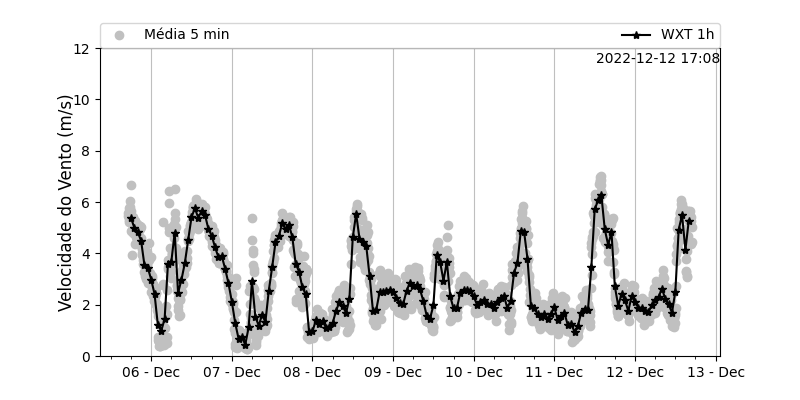 Média 5 min
WXT 1h
2022-12-12 17:08
Velocidade do Vento (m/s)
12
10
8
6
4
2
0
06 - Dec
07 - Dec
08 - Dec
09 - Dec
10 - Dec
11 - Dec
12 - Dec
13 - Dec